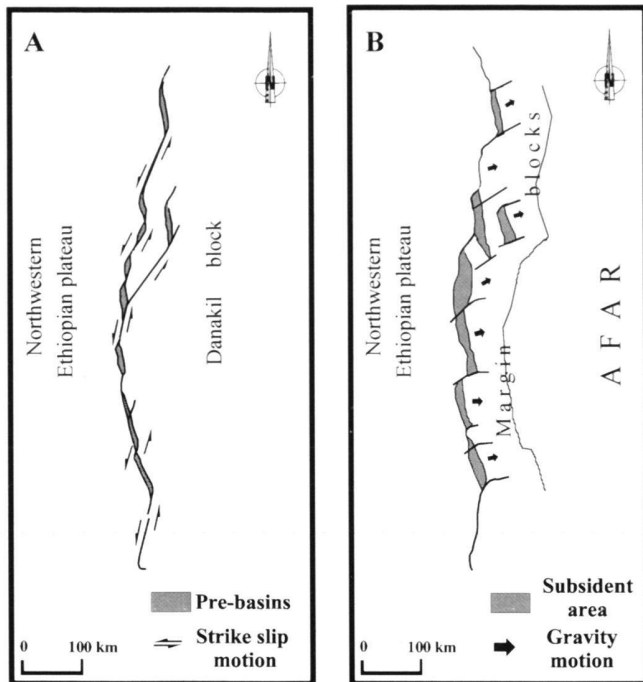 A
N
Northwestern
Ethiopian plateau
Danakil block
Pre-basins
Strike slip
motion
0 100 km
B
N
Northwestern
Ethiopian plateau
Margin blocks
AFAR
Subsident
area
Gravity
motion
0 100 km